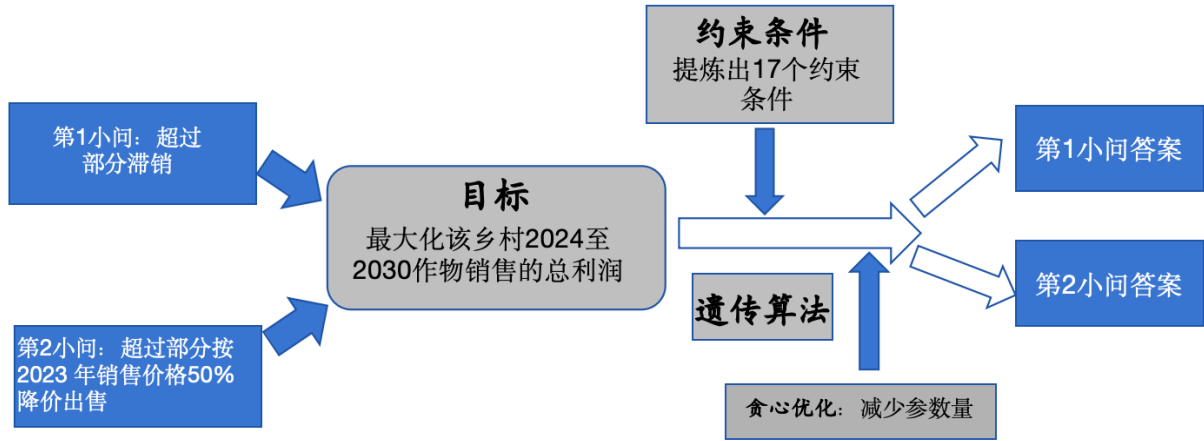 第1小问：超过
部分滞销
第2小问：超过部分按
2023 年销售价格50%
降价出售
目标
最大化该乡村2024至
2030作物销售的总利润
约束条件
提炼出17个约束
条件
遗传算法
贪心优化：减少参数量
第1小问答案
第2小问答案